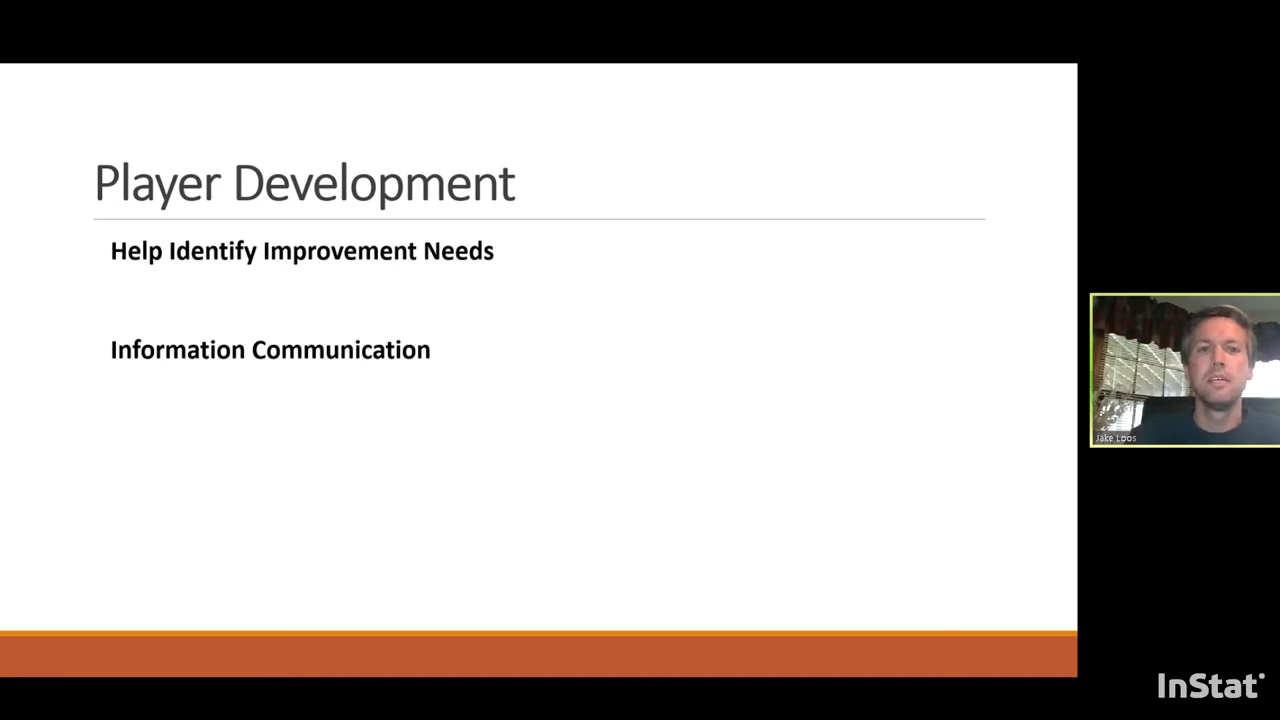 Player Development
Help Identify Improvement Needs
Information Communication
Jake Loos
InStat